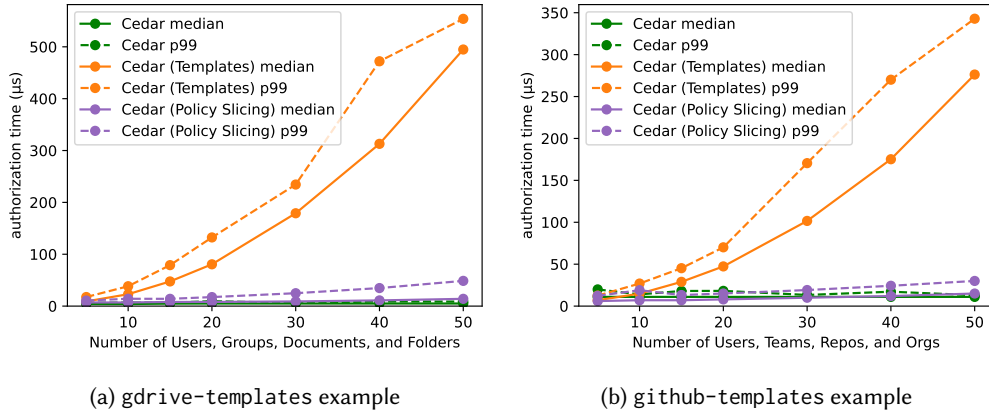 500
400
300
200
100
0
authorization time (μs)
Cedar median
Cedar p99
Cedar (Templates) median
Cedar (Templates) p99
Cedar (Policy Slicing) median
Cedar (Policy Slicing) p99
10 20 30 40 50
Number of Users, Groups, Documents, and Folders
(a) gdrive-templates example
350
300
250
200
150
100
50
0
authorization time (μs)
Cedar median
Cedar p99
Cedar (Templates) median
Cedar (Templates) p99
Cedar (Policy Slicing) median
Cedar (Policy Slicing) p99
10 20 30 40 50
Number of Users, Teams, Repos, and Orgs
(b) github-templates example